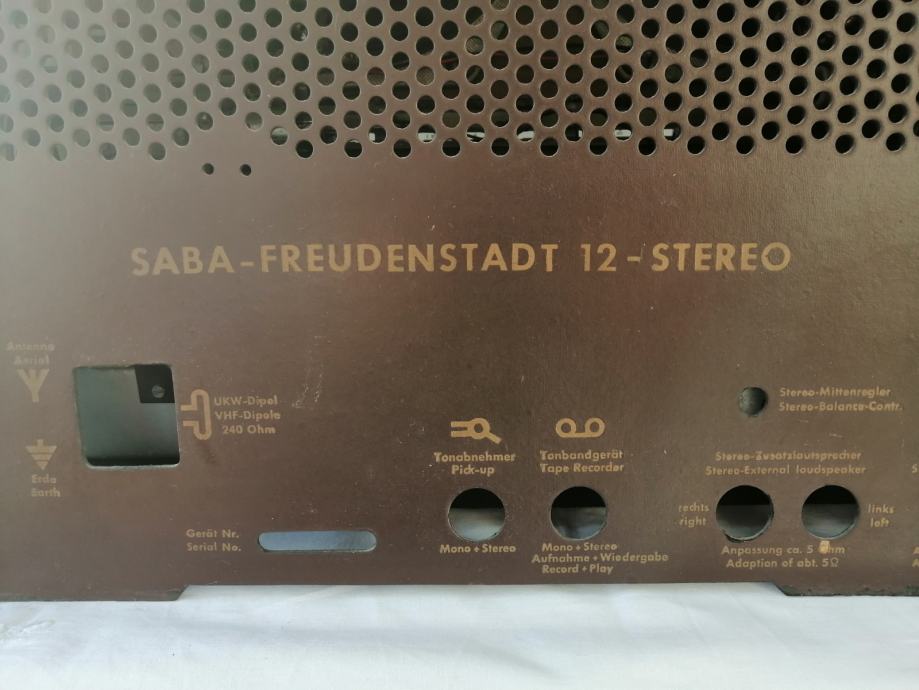 SABA-FREUDENSTADT 12-STEREO
Antenne
Aerial
UKW-Dipol
VHF-Dipole
240 Ohm
Erde
Earth
Stereo-Mittenregler
Stereo-Balance-Contr.
Tonabnehmer
Pick-up
Tonbandgerät
Tape Recorder
Stereo-Zusatzlautsprecher
Stereo-External loudspeaker
rechts
right
links
left
Gerät Nr.
Serial No.
Mono + Stereo
Mono + Stereo
Aufnahme + Wiedergabe
Record + Play
Anpassung ca. 5 Ohm
Adaption of abt. 5Ω